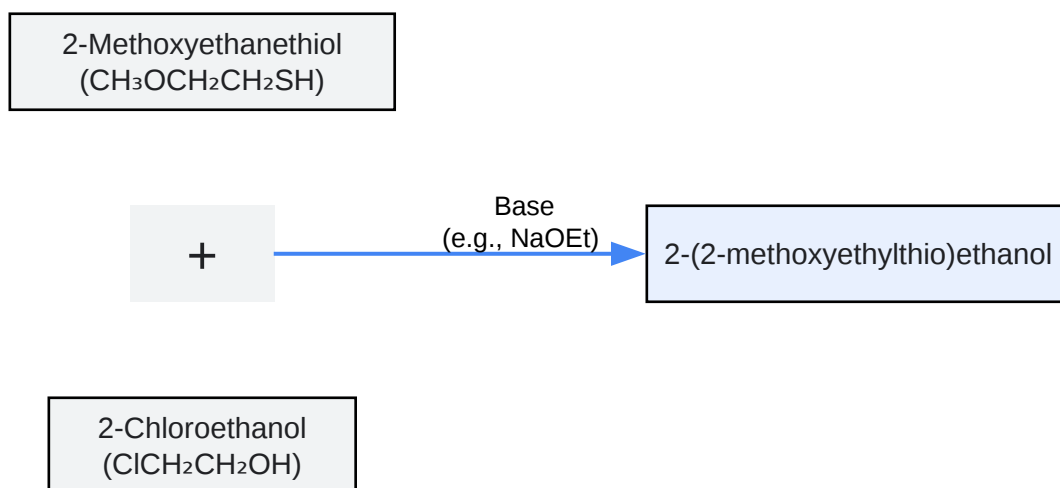 2-Methoxyethanethiol
(CH₃OCH₂CH₂SH)
+
Base
(e.g., NaOEt)
2-(2-methoxyethylthio)ethanol
2-Chloroethanol
(ClCH₂CH₂OH)